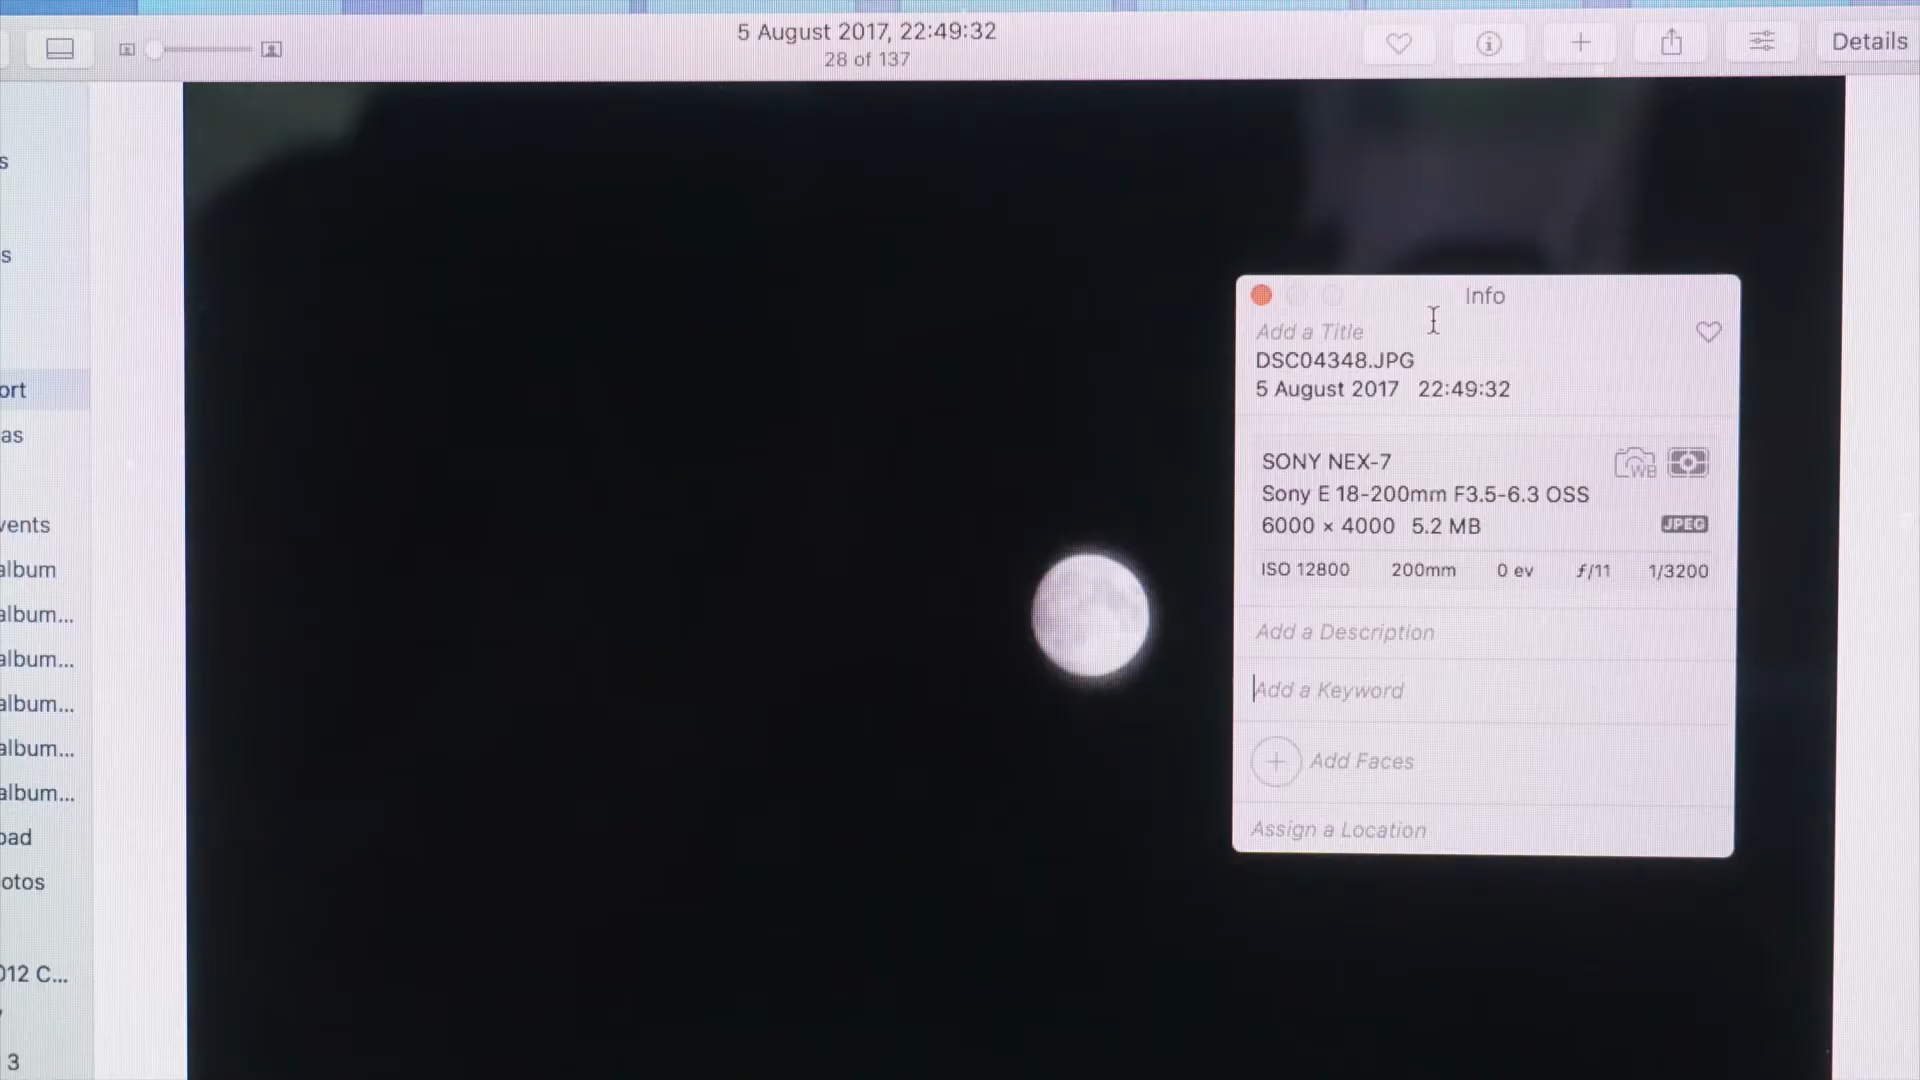 5 August 2017, 22:49:32
28 of 137
Details
s
s
ort
as
vents
album
album...
album...
album...
album...
album...
oad
otos
012 C...
3
Info
Add a Title
DSC04348.JPG
5 August 2017 22:49:32
SONY NEX-7
WB
Sony E 18-200mm F3.5-6.3 OSS
6000 × 4000 5.2 MB
JPEG
ISO 12800 200mm 0 ev ƒ/11 1/3200
Add a Description
Add a Keyword
Add Faces
Assign a Location